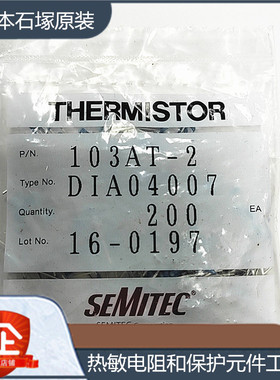 本石塚原装
THERMISTOR
P/N. 103AT-2
Type No. DIA04007
Quantity. 200 EA
Lot No. 16-0197
SEMITEC
企
热敏电阻和保护元件工